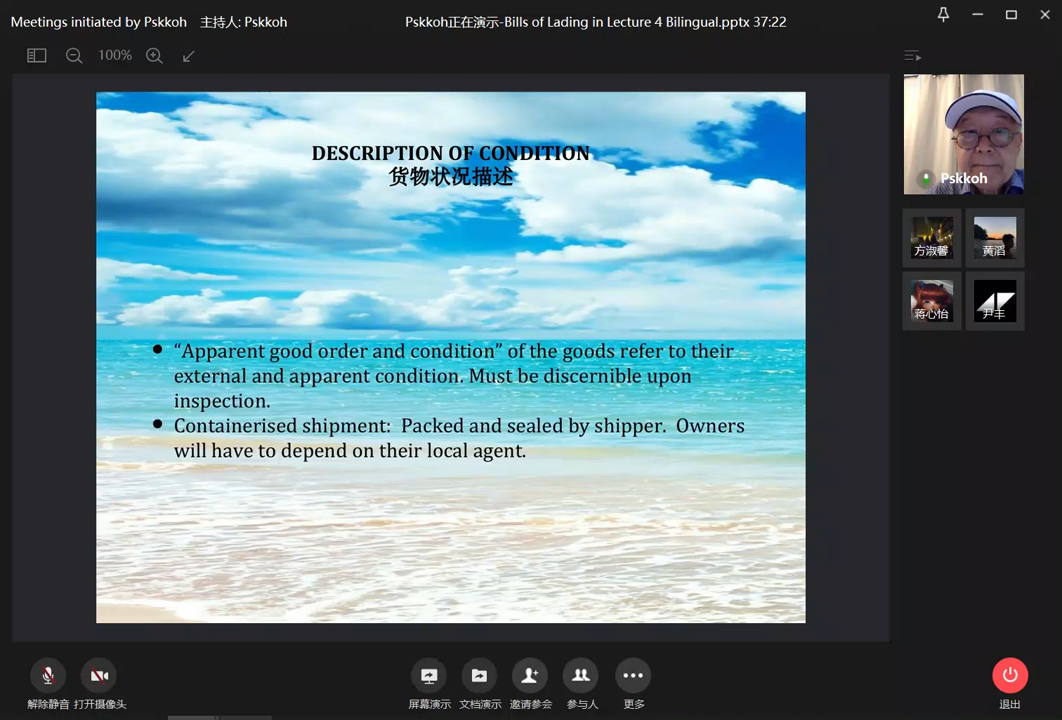 Meetings initiated by Pskkoh 主持人: Pskkoh
Pskkoh正在演示-Bills of Lading in Lecture 4 Bilingual.pptx 37:22
100%
DESCRIPTION OF CONDITION
货物状况描述
• “Apparent good order and condition” of the goods refer to their
external and apparent condition. Must be discernible upon
inspection.
• Containerised shipment: Packed and sealed by shipper. Owners
will have to depend on their local agent.
Pskkoh
方淑馨
黄滔
蒋心怡
尹丰
解除静音
打开摄像头
屏幕演示
文档演示
邀请参会
参与人
更多
退出